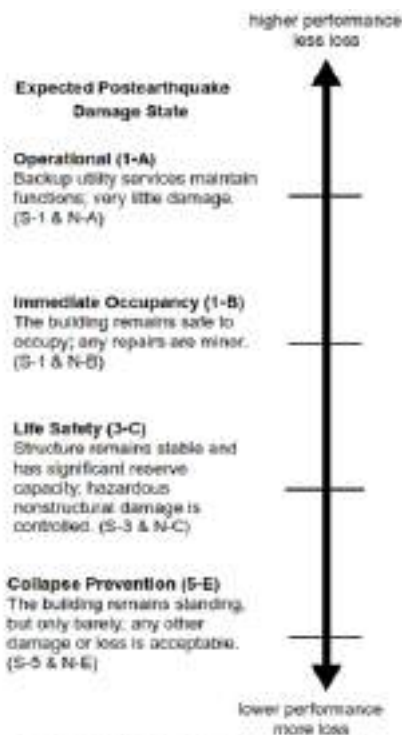 higher performance
less loss
Expected Postearthquake
Damage State
Operational (1-A)
Backup utility services maintain
functions; very little damage.
(S-1 & N-A)
Immediate Occupancy (1-B)
The building remains safe to
occupy; any repairs are minor.
(S-1 & N-B)
Life Safety (3-C)
Structure remains stable and
has significant reserve
capacity; hazardous
nonstructural damage is
controlled. (S-3 & N-C)
Collapse Prevention (5-E)
The building remains standing,
but only barely; any other
damage or loss is acceptable.
(S-5 & N-E)
lower performance
more loss